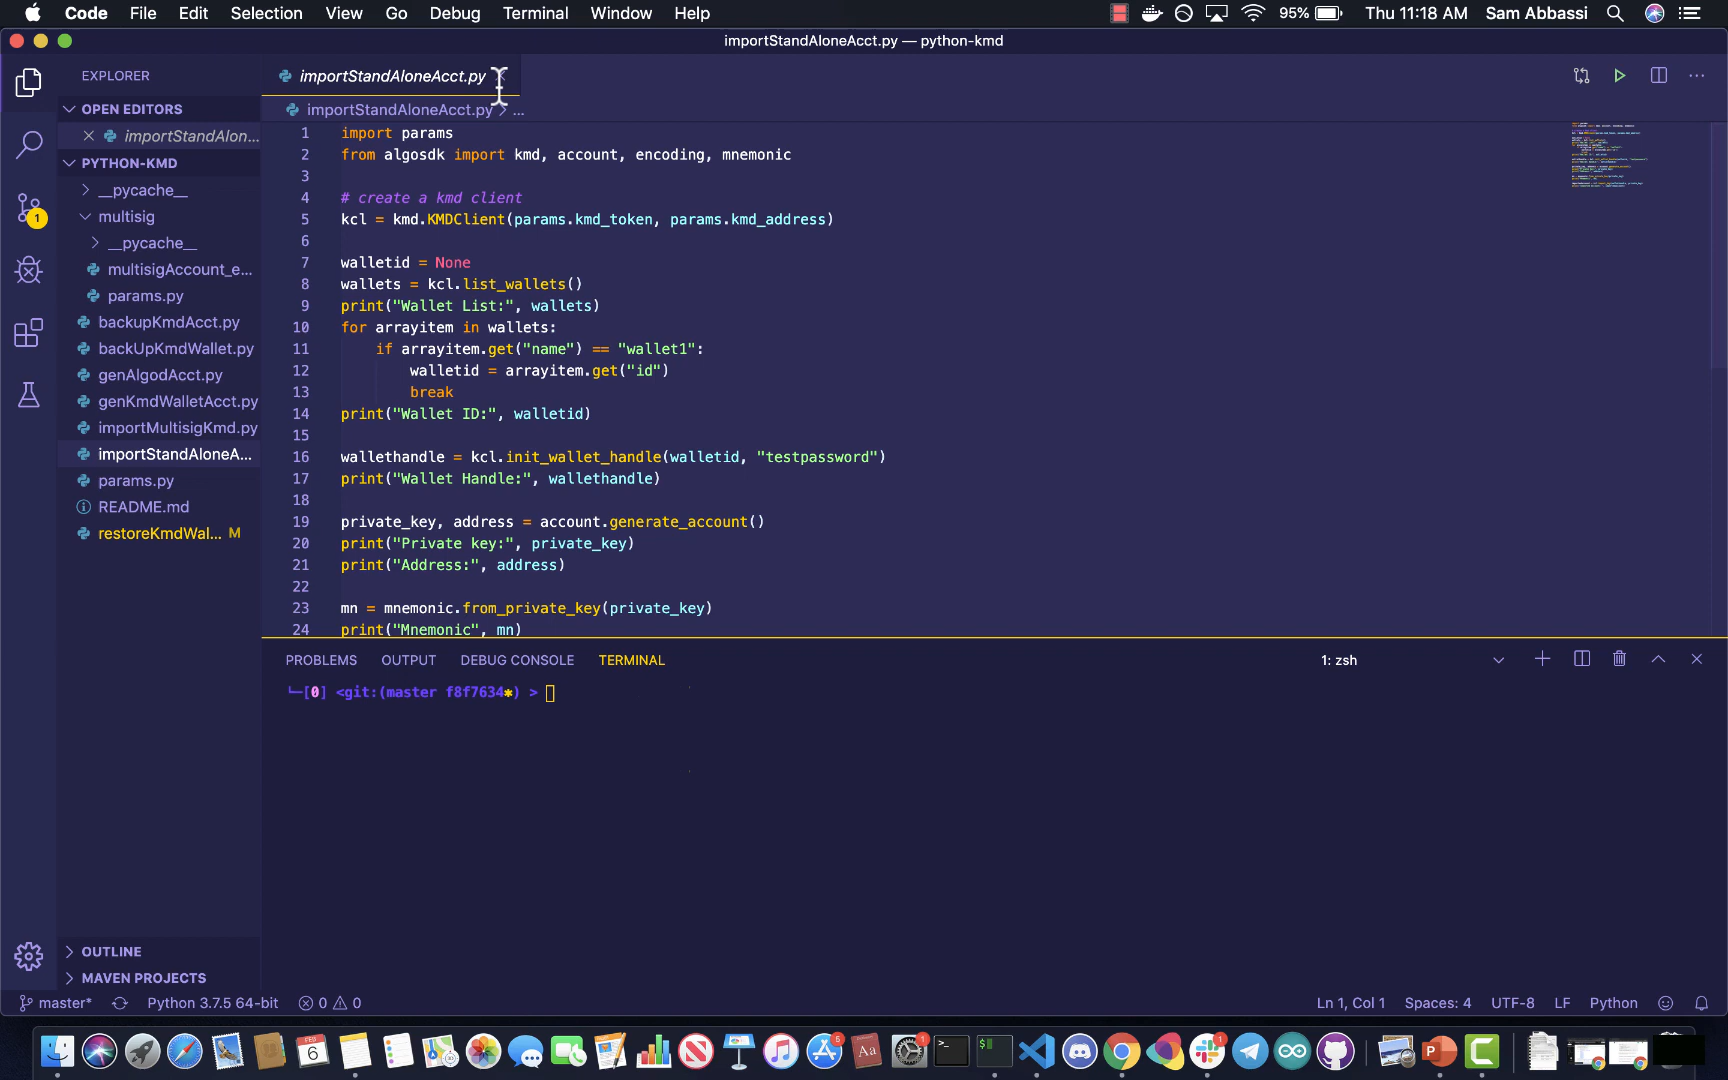 Code File Edit Selection View Go Debug Terminal Window Help 95% Thu 11:18 AM Sam Abbassi
importStandAloneAcct.py — python-kmd
EXPLORER
OPEN EDITORS
importStandAlon...
PYTHON-KMD
__pycache__
multisig
__pycache__
multisigAccount_e...
params.py
backupKmdAcct.py
backUpKmdWallet.py
genAlgodAcct.py
genKmdWalletAcct.py
importMultisigKmd.py
importStandAloneA...
params.py
README.md
restoreKmdWal... M
OUTLINE
MAVEN PROJECTS
1
importStandAloneAcct.py
importStandAloneAcct.py > ...
1 import params
2 from algosdk import kmd, account, encoding, mnemonic
3
4 # create a kmd client
5 kcl = kmd.KMDClient(params.kmd_token, params.kmd_address)
6
7 walletid = None
8 wallets = kcl.list_wallets()
9 print("Wallet List:", wallets)
10 for arrayitem in wallets:
11 if arrayitem.get("name") == "wallet1":
12 walletid = arrayitem.get("id")
13 break
14 print("Wallet ID:", walletid)
15
16 wallethandle = kcl.init_wallet_handle(walletid, "testpassword")
17 print("Wallet Handle:", wallethandle)
18
19 private_key, address = account.generate_account()
20 print("Private key:", private_key)
21 print("Address:", address)
22
23 mn = mnemonic.from_private_key(private_key)
24 print("Mnemonic", mn)
PROBLEMS OUTPUT DEBUG CONSOLE TERMINAL 1: zsh
└─[0] <git:(master f8f7634✱) >
master* Python 3.7.5 64-bit 0 0 Ln 1, Col 1 Spaces: 4 UTF-8 LF Python
FEB
6
5
Aa
1
>_
$
1
P
C